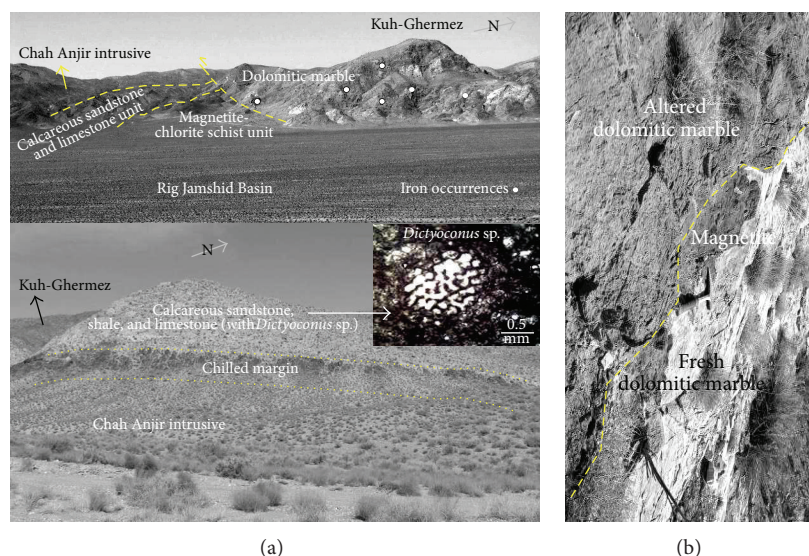 Kuh-Ghermez
N
Chah Anjir intrusive
Dolomitic marble
Calcareous sandstone
and limestone unit
Magnetite-
chlorite schist unit
Rig Jamshid Basin
Iron occurrences
N
Dictyoconus sp.
Kuh-Ghermez
Calcareous sandstone,
shale, and limestone (with Dictyoconus sp.)
0.5
mm
Chilled margin
Chah Anjir intrusive
(a)
Altered
dolomitic marble
Magnetite
Fresh
dolomitic marble
(b)